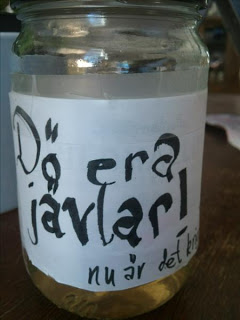 Dö era
jävlar!
nu är det